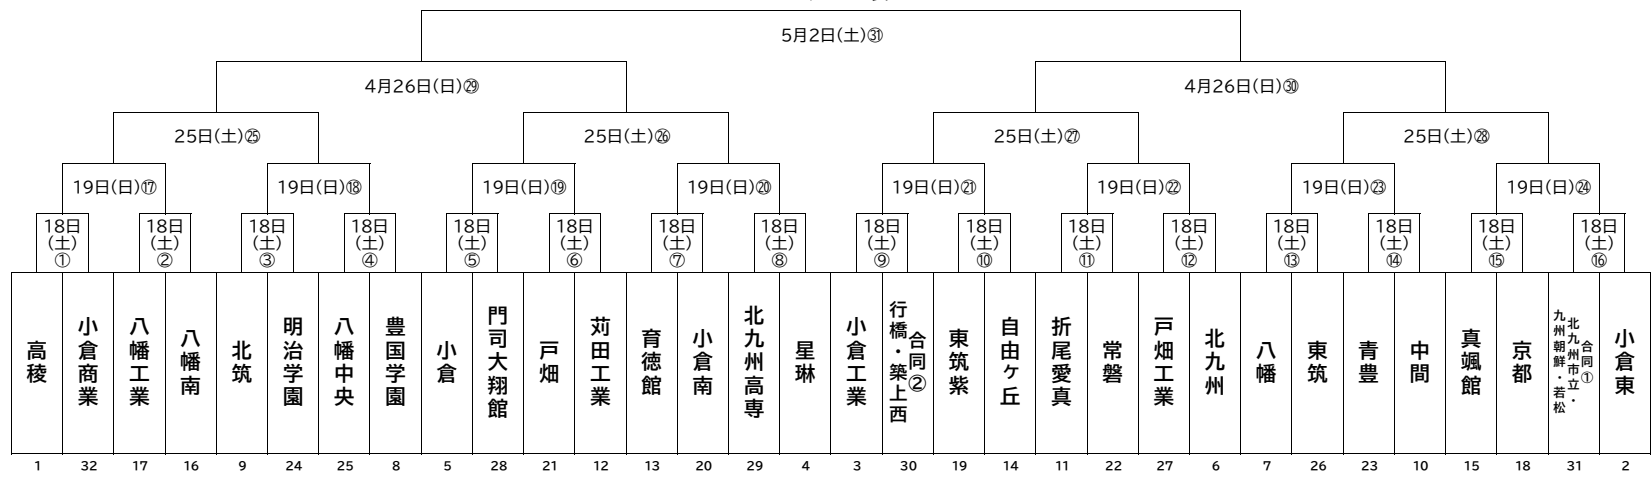 5月2日(土)㉛
4月26日(日)㉙
4月26日(日)㉚
25日(土)㉕
25日(土)㉖
25日(土)㉗
25日(土)㉘
19日(日)⑰
19日(日)⑱
19日(日)⑲
19日(日)⑳
19日(日)㉑
19日(日)㉒
19日(日)㉓
19日(日)㉔
18日
(土)
①
18日
(土)
②
18日
(土)
③
18日
(土)
④
18日
(土)
⑤
18日
(土)
⑥
18日
(土)
⑦
18日
(土)
⑧
18日
(土)
⑨
18日
(土)
⑩
18日
(土)
⑪
18日
(土)
⑫
18日
(土)
⑬
18日
(土)
⑭
18日
(土)
⑮
18日
(土)
⑯
高稜
小倉商業
八幡工業
八幡南
北筑
明治学園
八幡中央
豊国学園
小倉
門司大翔館
戸畑
苅田工業
育徳館
小倉南
北九州高専
星琳
小倉工業
合同②
行橋・築上西
東筑紫
自由ヶ丘
折尾愛真
常磐
戸畑工業
北九州
八幡
東筑
青豊
中間
真颯館
京都
合同①
北九州市立・
九州朝鮮・若松
小倉東
1 32 17 16 9 24 25 8 5 28 21 12 13 20 29 4 3 30 19 14 11 22 27 6 7 26 23 10 15 18 31 2